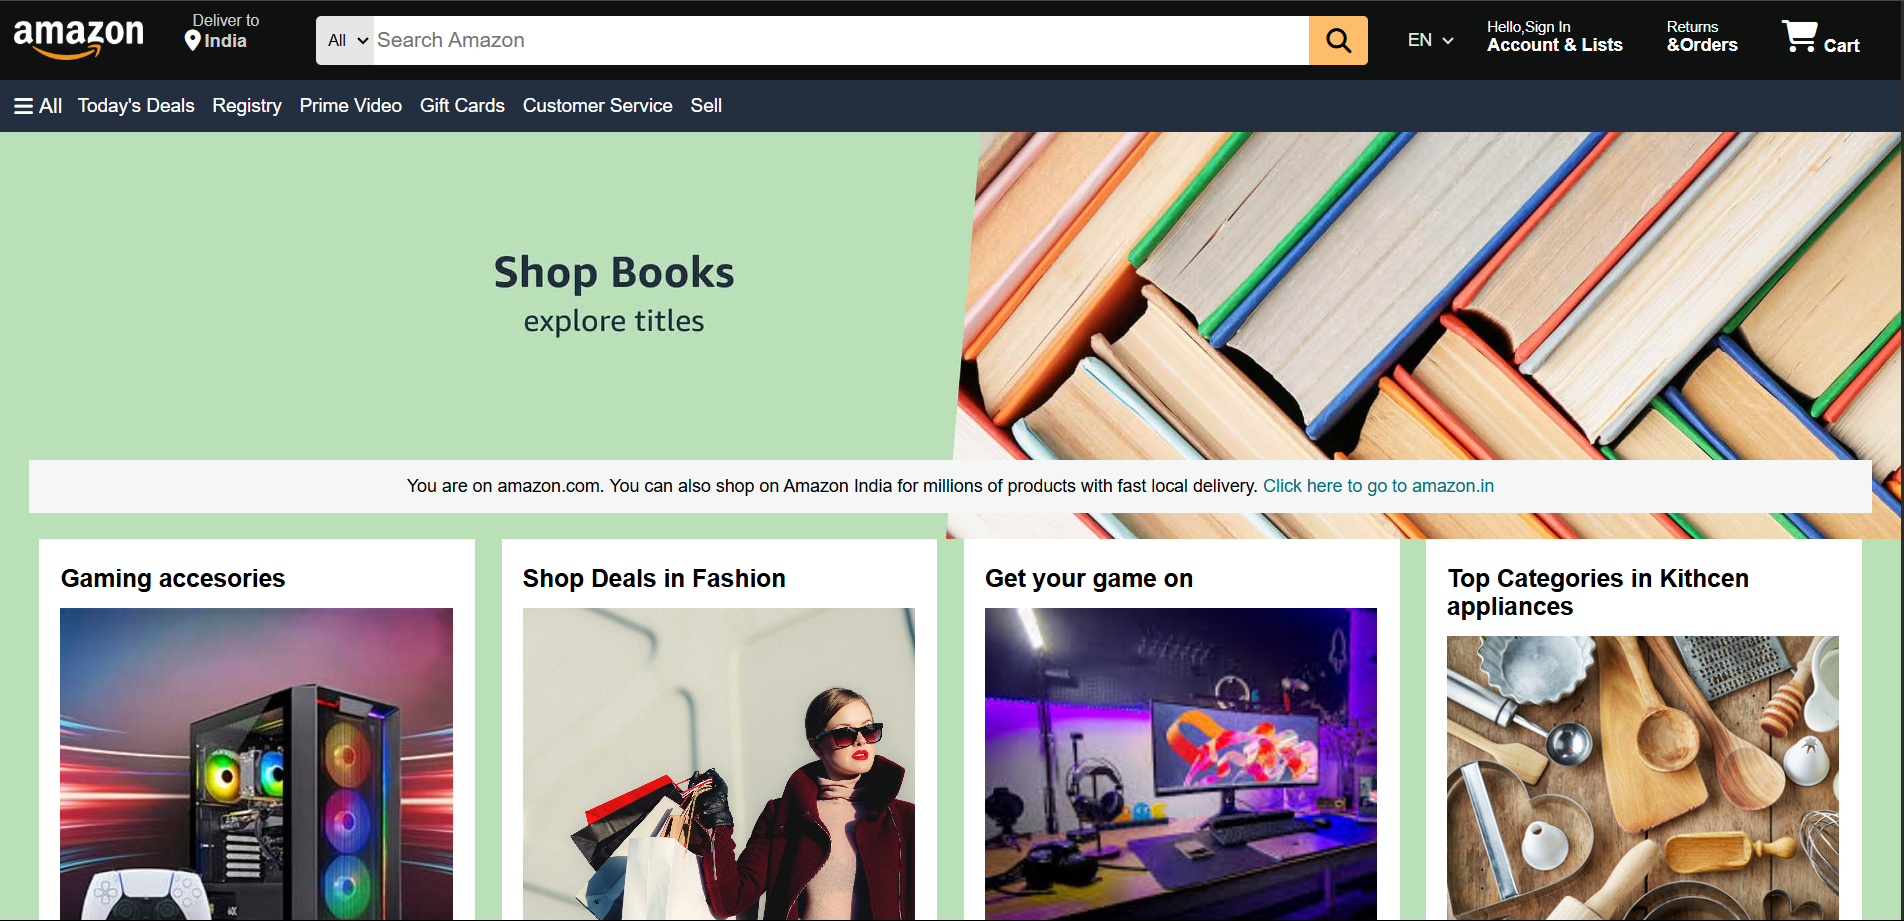 amazon
Deliver to
India
All
Search Amazon
EN
Hello,Sign In
Account & Lists
Returns
&Orders
Cart
All Today's Deals Registry Prime Video Gift Cards Customer Service Sell
Shop Books
explore titles
You are on amazon.com. You can also shop on Amazon India for millions of products with fast local delivery. Click here to go to amazon.in
Gaming accesories
Shop Deals in Fashion
Get your game on
Top Categories in Kithcen
appliances